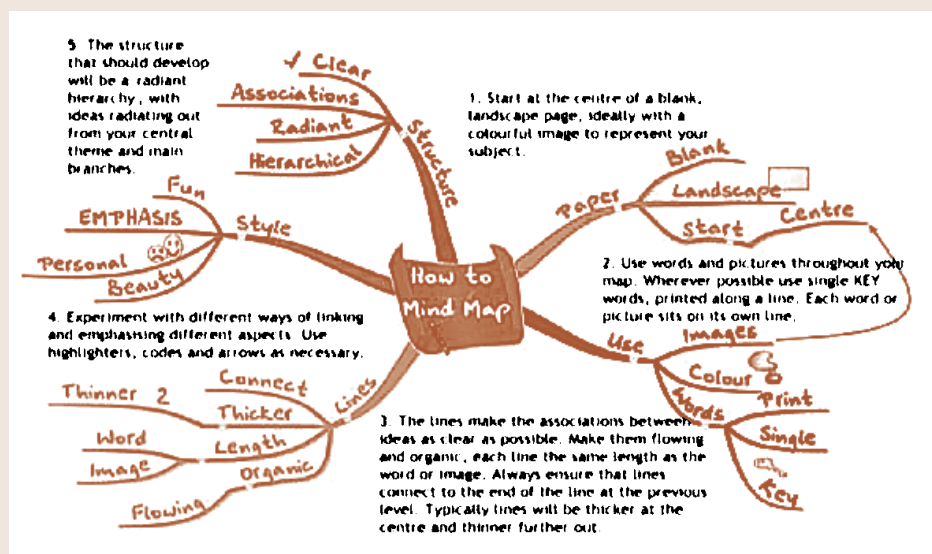 5. The structure
that should develop
will be a radiant
hierarchy, with
ideas radiating out
from your central
theme and main
branches.
Clear
Associations
Radiant
Hierarchical
Structure
1. Start at the centre of a blank,
landscape page, ideally with a
colourful image to represent your
subject.
Paper
Blank
Landscape
Start
Centre
Fun
EMPHASIS
Personal
Beauty
Style
How to
Mind Map
2. Use words and pictures throughout your
map. Wherever possible use single KEY
words, printed along a line. Each word or
picture sits on its own line.
Use
Images
Colour
Words
Print
Single
Key
4. Experiment with different ways of linking
and emphasising different aspects. Use
highlighters, codes and arrows as necessary.
Lines
Connect
Thinner 2 Thicker
Length
Word
Image
Organic
Flowing
3. The lines make the associations between
ideas as clear as possible. Make them flowing
and organic, each line the same length as the
word or image. Always ensure that lines
connect to the end of the line at the previous
level. Typically lines will be thicker at the
centre and thinner further out.